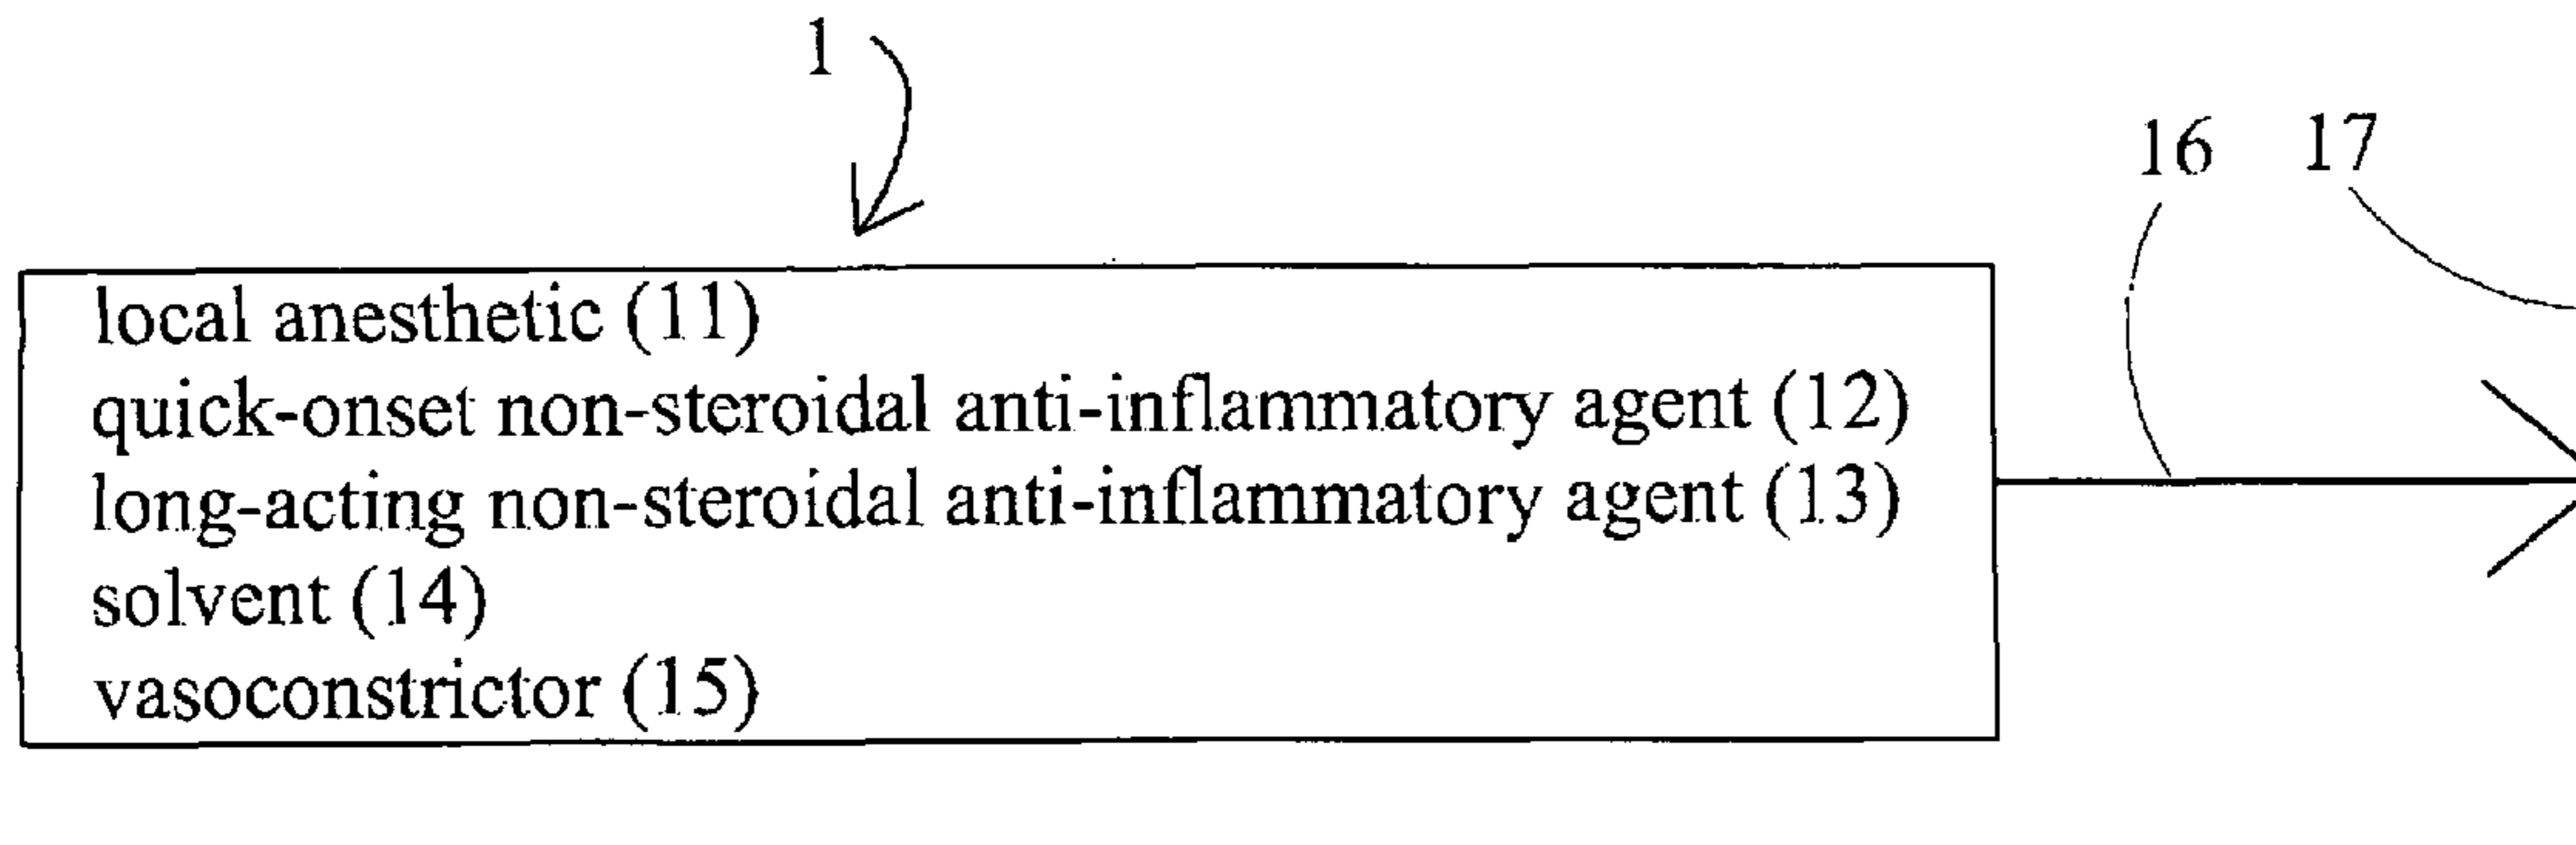 1
16 17
local anesthetic (11)
quick-onset non-steroidal anti-inflammatory agent (12)
long-acting non-steroidal anti-inflammatory agent (13)
solvent (14)
vasoconstrictor (15)